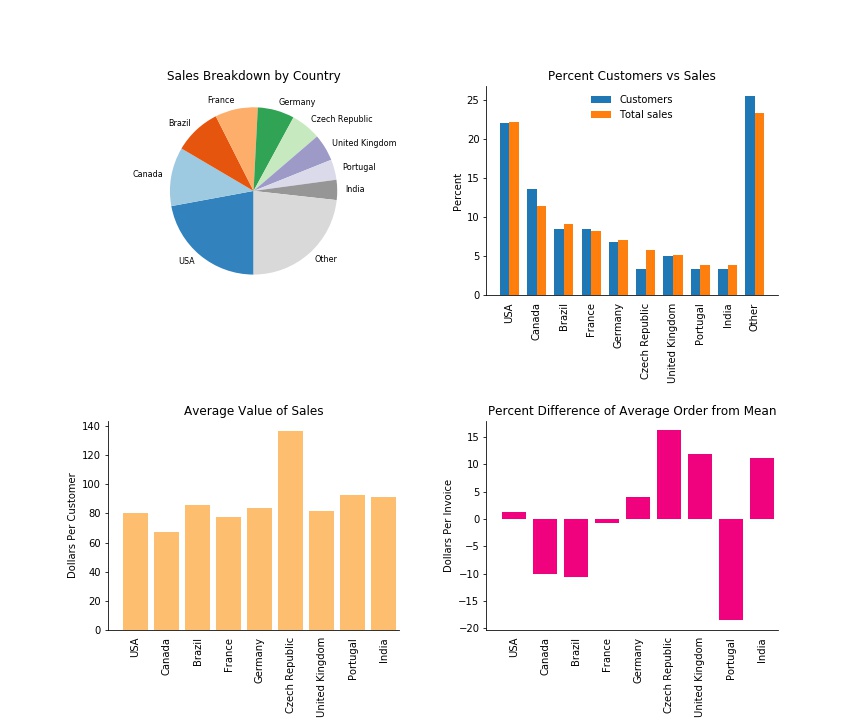 Sales Breakdown by Country
France
Germany
Brazil
Czech Republic
United Kingdom
Canada
Portugal
India
USA
Other
Percent Customers vs Sales
Customers
Total sales
Percent
25
20
15
10
5
0
USA
Canada
Brazil
France
Germany
Czech Republic
United Kingdom
Portugal
India
Other
Average Value of Sales
Dollars Per Customer
140
120
100
80
60
40
20
0
USA
Canada
Brazil
France
Germany
Czech Republic
United Kingdom
Portugal
India
Percent Difference of Average Order from Mean
Dollars Per Invoice
15
10
5
0
−5
−10
−15
−20
USA
Canada
Brazil
France
Germany
Czech Republic
United Kingdom
Portugal
India